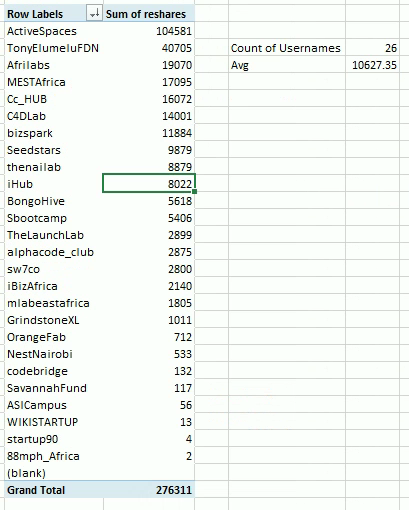 Row Labels Sum of reshares
ActiveSpaces 104581
TonyElumeluFDN 40705 Count of Usernames 26
Afrilabs 19070 Avg 10627.35
MESTAfrica 17095
Cc_HUB 16072
C4DLab 14001
bizspark 11884
Seedstars 9879
thenailab 8879
iHub 8022
BongoHive 5618
Sbootcamp 5406
TheLaunchLab 2899
alphacode_club 2875
sw7co 2800
iBizAfrica 2140
mlabeastafrica 1805
GrindstoneXL 1011
OrangeFab 712
NestNairobi 533
codebridge 132
SavannahFund 117
ASICampus 56
WIKISTARTUP 13
startup90 4
88mph_Africa 2
(blank)
Grand Total 276311